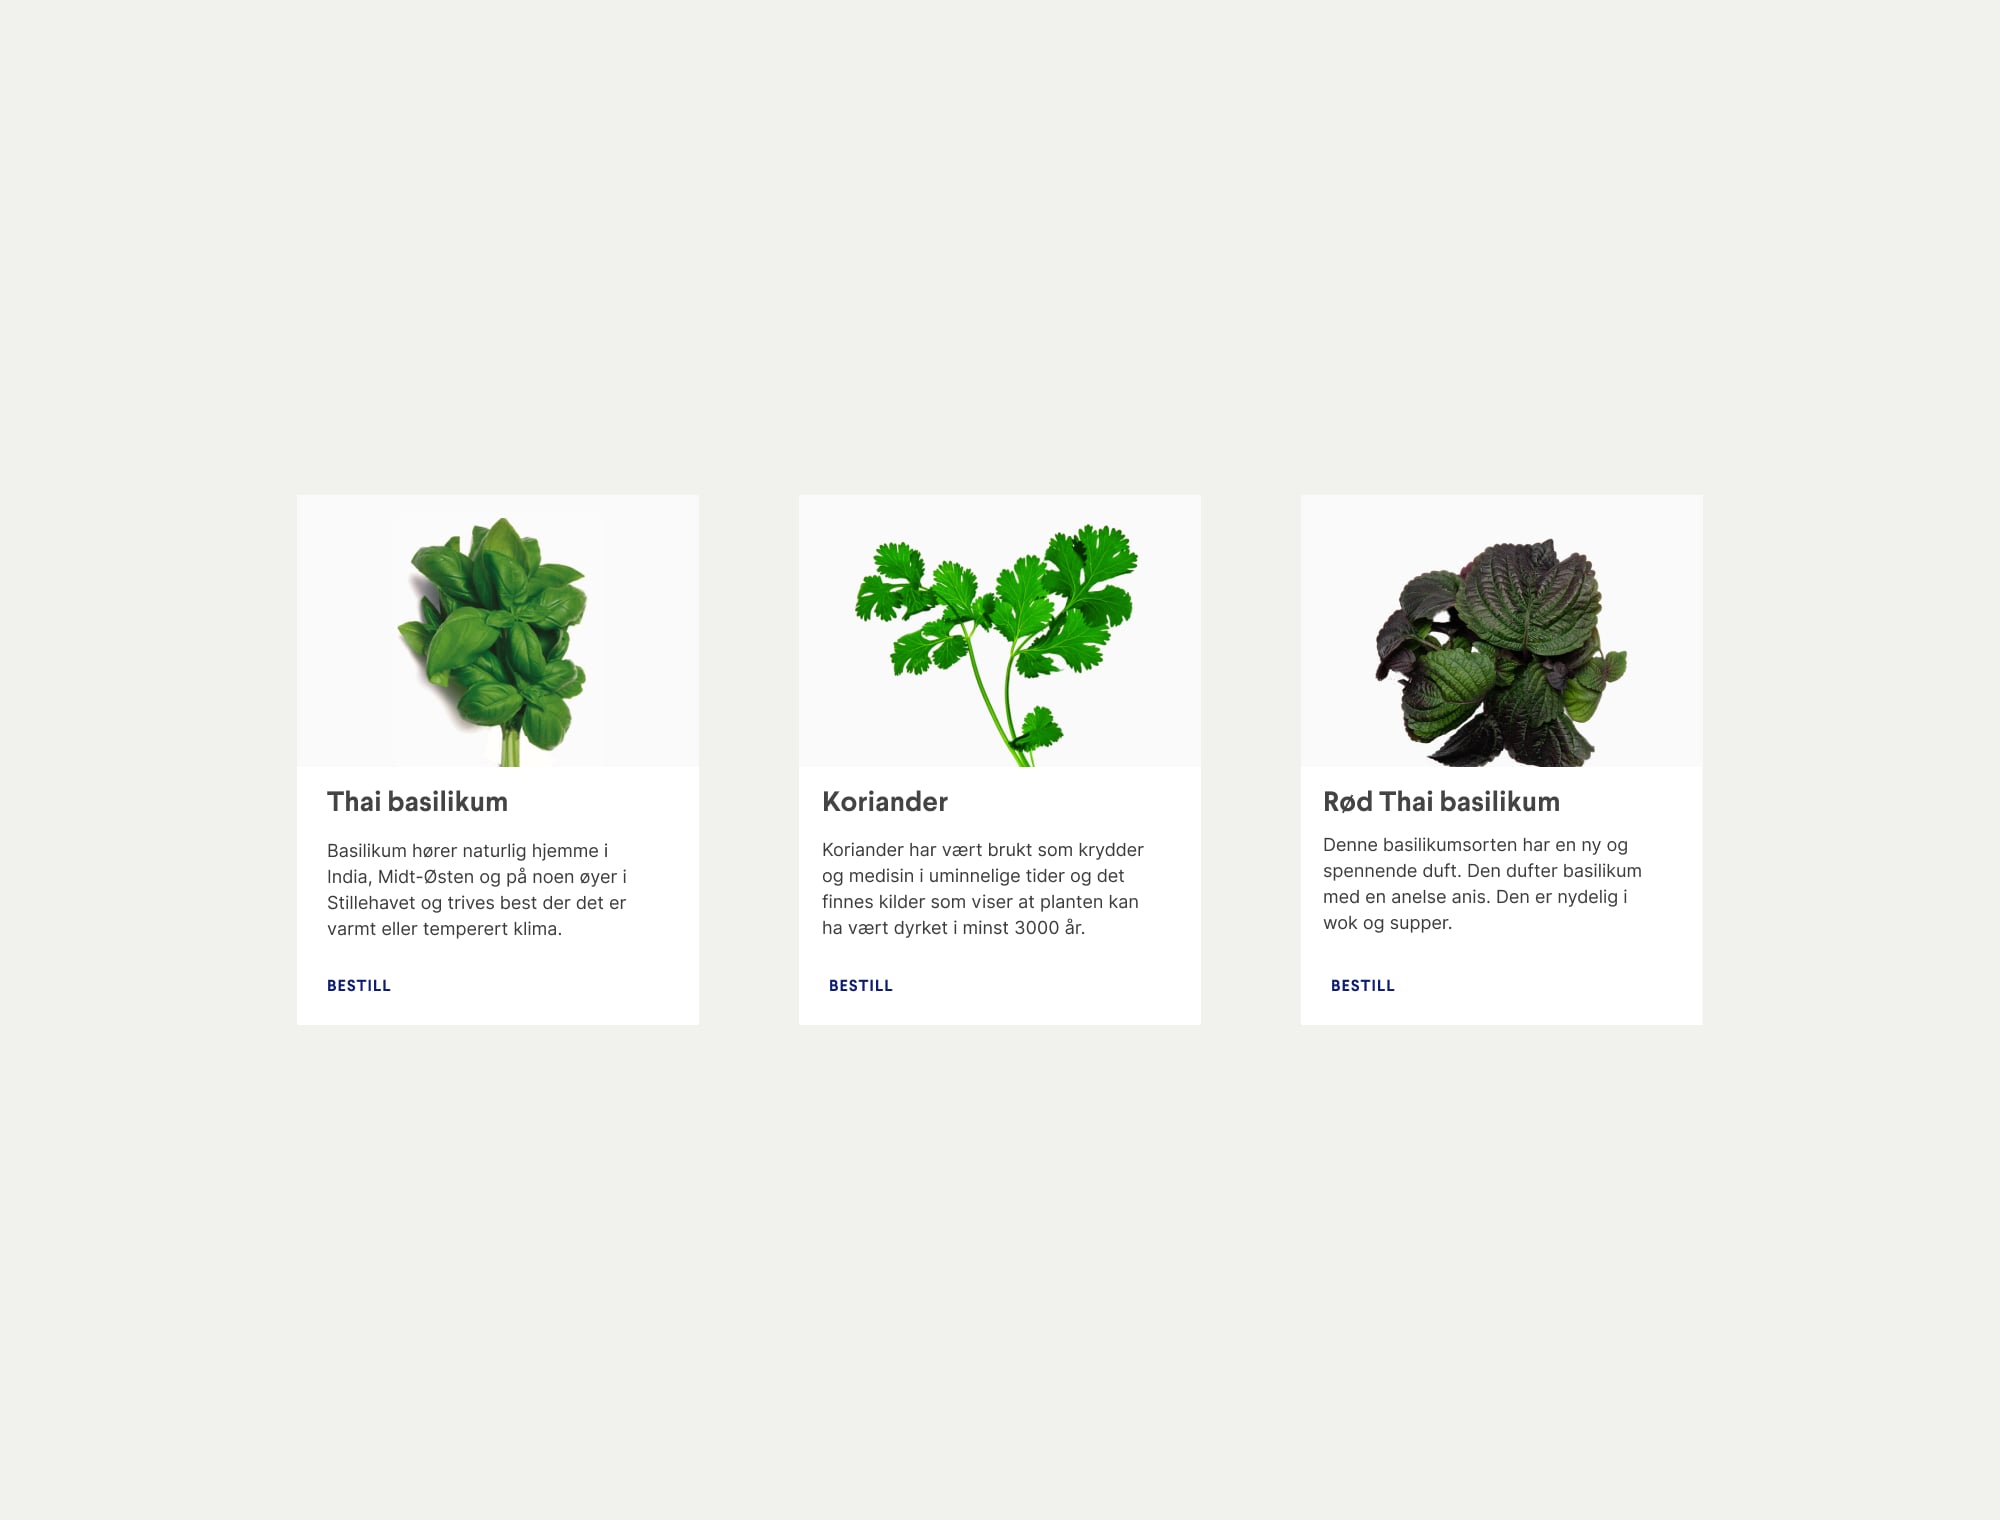 Thai basilikum
Basilikum hører naturlig hjemme i
India, Midt-Østen og på noen øyer i
Stillehavet og trives best der det er
varmt eller temperert klima.
BESTILL
Koriander
Koriander har vært brukt som krydder
og medisin i uminnelige tider og det
finnes kilder som viser at planten kan
ha vært dyrket i minst 3000 år.
BESTILL
Rød Thai basilikum
Denne basilikumsorten har en ny og
spennende duft. Den dufter basilikum
med en anelse anis. Den er nydelig i
wok og supper.
BESTILL